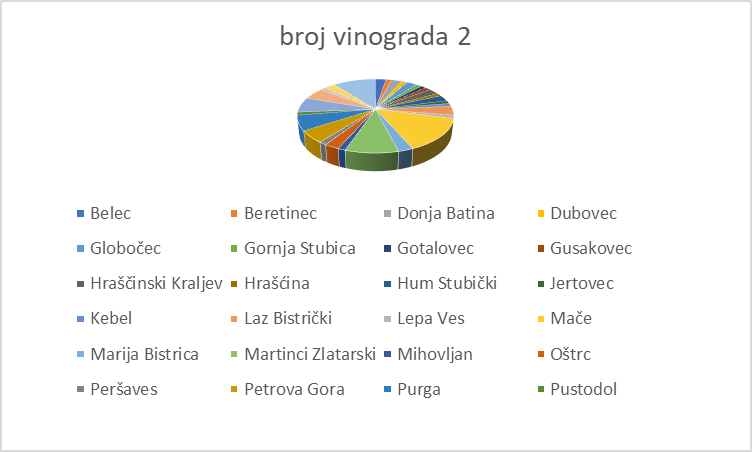 broj vinograda 2
Belec Beretinec Donja Batina Dubovec
Globočec Gornja Stubica Gotalovec Gusakovec
Hraščinski Kraljev Hrašćina Hum Stubički Jertovec
Kebel Laz Bistrički Lepa Ves Mače
Marija Bistrica Martinci Zlatarski Mihovljan Oštrc
Peršaves Petrova Gora Purga Pustodol